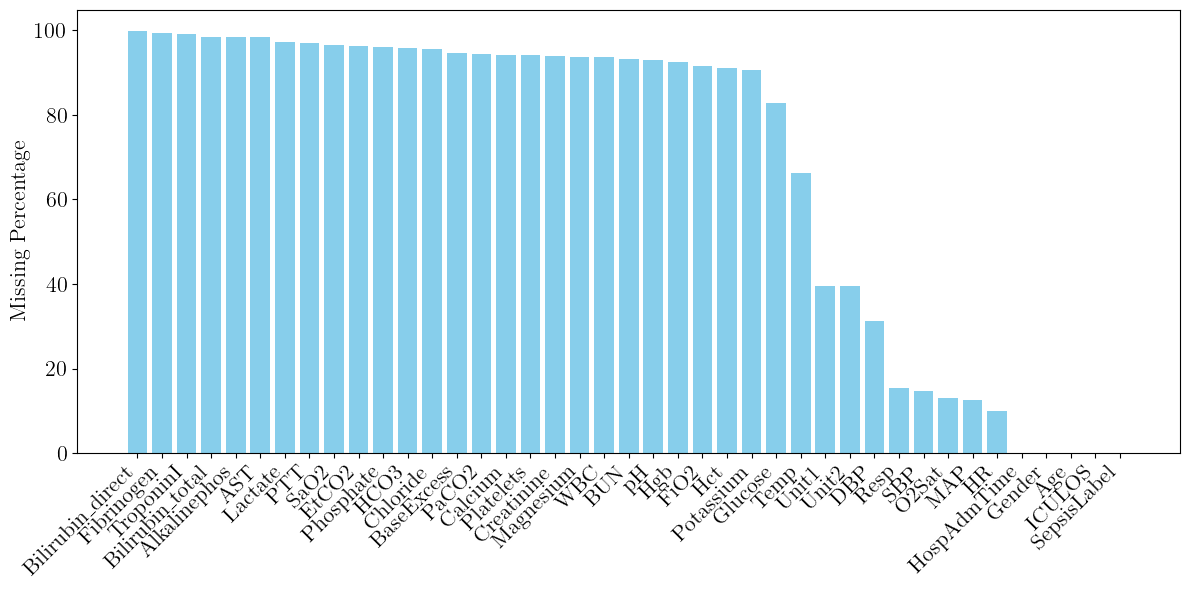 Missing Percentage
100
80
60
40
20
0
Bilirubin_direct
Fibrinogen
TroponinI
Bilirubin_total
Alkalinephos
AST
Lactate
PTT
SaO2
EtCO2
Phosphate
HCO3
Chloride
BaseExcess
PaCO2
Calcium
Platelets
Creatinine
Magnesium
WBC
BUN
pH
Hgb
FiO2
Hct
Potassium
Glucose
Temp
Unit1
Unit2
DBP
Resp
SBP
O2Sat
MAP
HR
HospAdmTime
Gender
Age
ICULOS
SepsisLabel